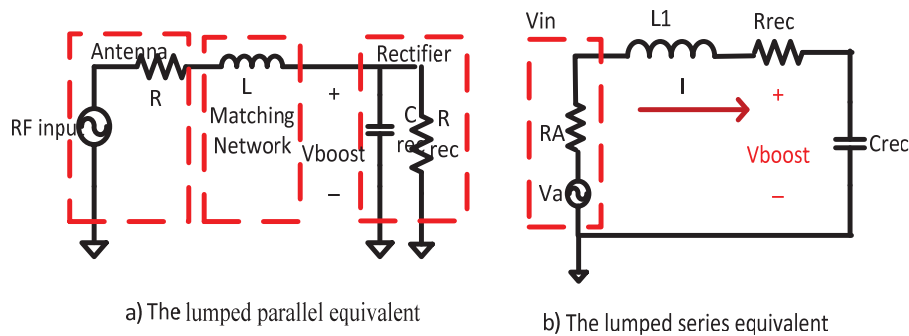 Antenna
R
L
Matching
Network
RF input
+
Vboost
–
Rectifier
C
rec
R
rec
a) The lumped parallel equivalent
Vin
L1
Rrec
I
RA
Va
+
Vboost
–
Crec
b) The lumped series equivalent